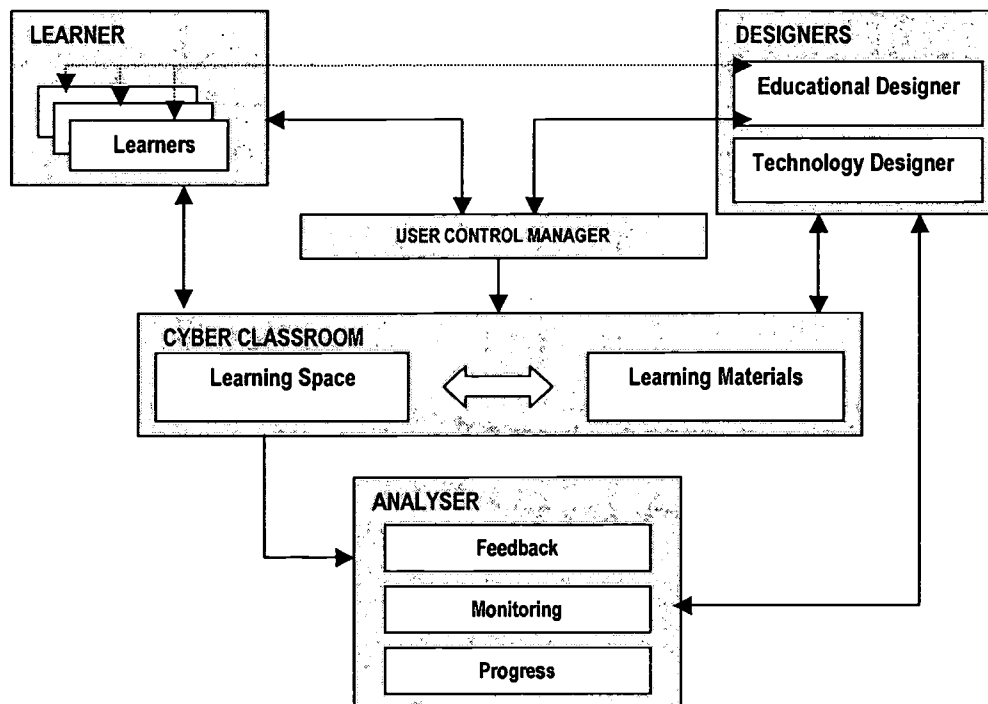 LEARNER
Learners
DESIGNERS
Educational Designer
Technology Designer
USER CONTROL MANAGER
CYBER CLASSROOM
Learning Space
Learning Materials
ANALYSER
Feedback
Monitoring
Progress